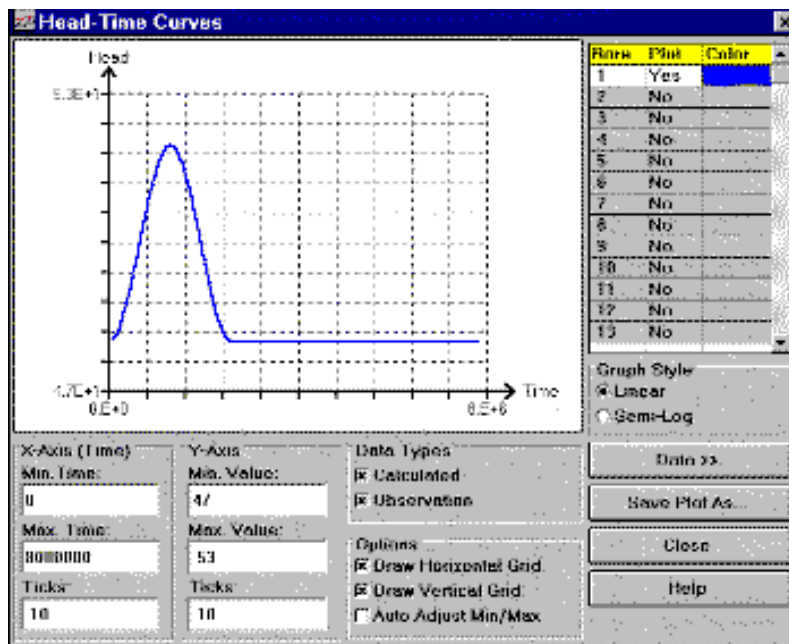 Head-Time Curves
Head
5.3E+1
4.7E+1
0.E+0
Time
Bore Plot Color
1 Yes
2 No
3 No
4 No
5 No
6 No
7 No
8 No
9 No
10 No
11 No
12 No
13 No
Graph Style
Linear
Semi-Log
X-Axis (Time)
Min. Time:
0
Max. Time:
8000000
Ticks:
10
Y-Axis
Min. Value:
47
Max. Value:
53
Ticks:
10
Data Types
Calculated
Observation
Options
Draw Horizontal Grid
Draw Vertical Grid
Auto Adjust Min/Max
Data >>
Save Plot As...
Close
Help